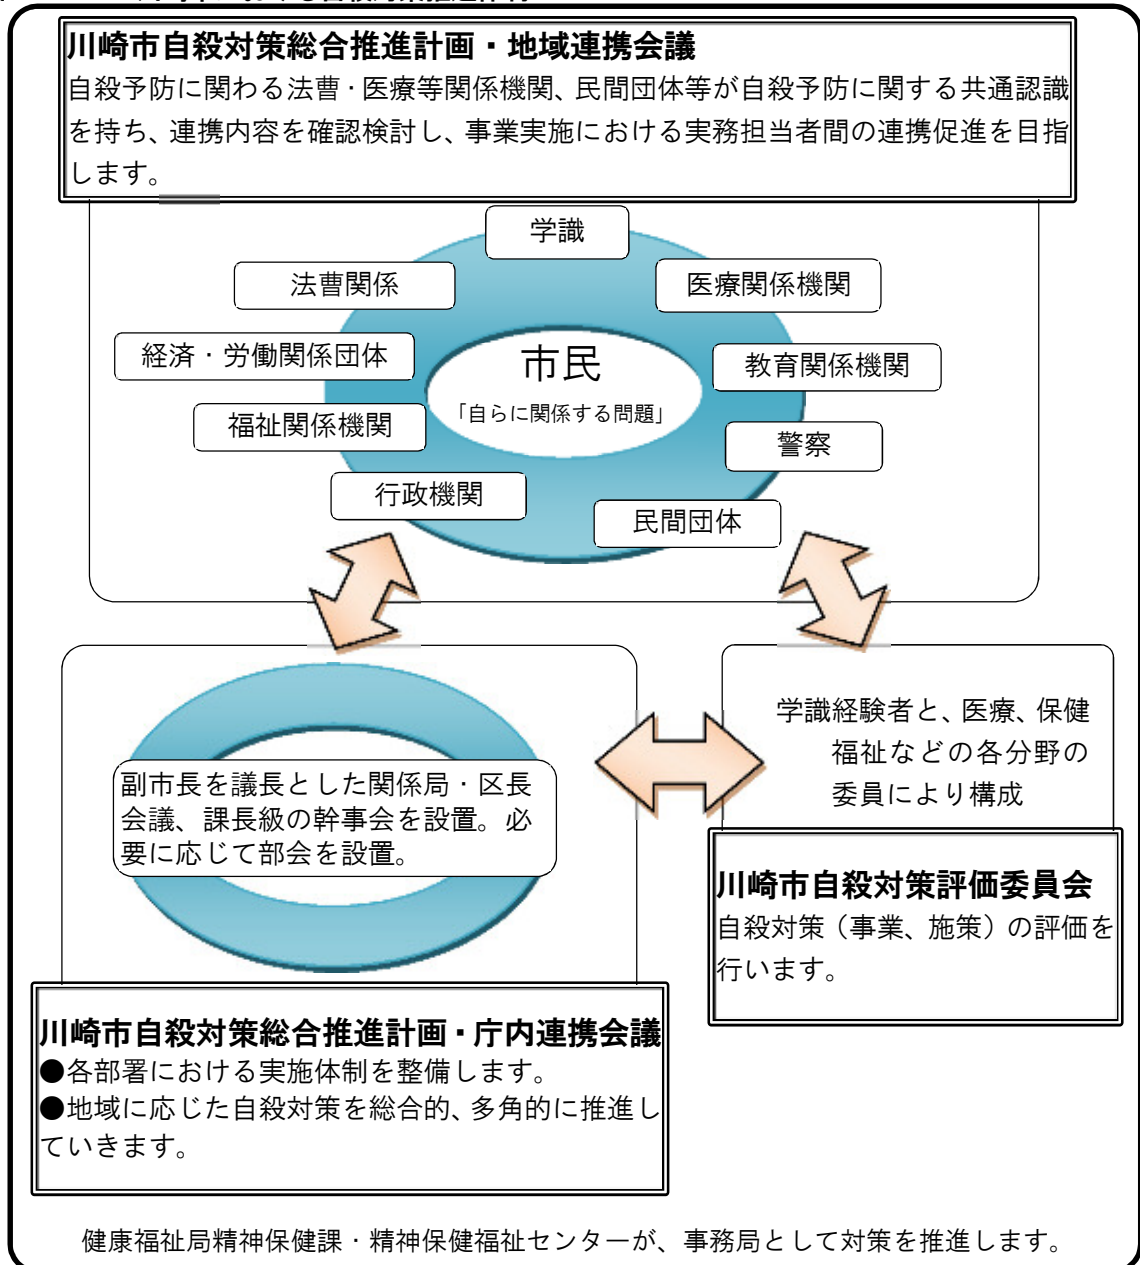 川崎市自殺対策総合推進計画・地域連携会議
自殺予防に関わる法曹・医療等関係機関、民間団体等が自殺予防に関する共通認識
を持ち、連携内容を確認検討し、事業実施における実務担当者間の連携促進を目指
します。
学識
法曹関係
医療関係機関
経済・労働関係団体
市民
教育関係機関
「自らに関係する問題」
福祉関係機関
警察
行政機関
民間団体
学識経験者と、医療、保健
福祉などの各分野の
委員により構成
副市長を議長とした関係局・区長
会議、課長級の幹事会を設置。必
要に応じて部会を設置。
川崎市自殺対策評価委員会
自殺対策（事業、施策）の評価を
行います。
川崎市自殺対策総合推進計画・庁内連携会議
●各部署における実施体制を整備します。
●地域に応じた自殺対策を総合的、多角的に推進し
ていきます。
健康福祉局精神保健課・精神保健福祉センターが、事務局として対策を推進します。